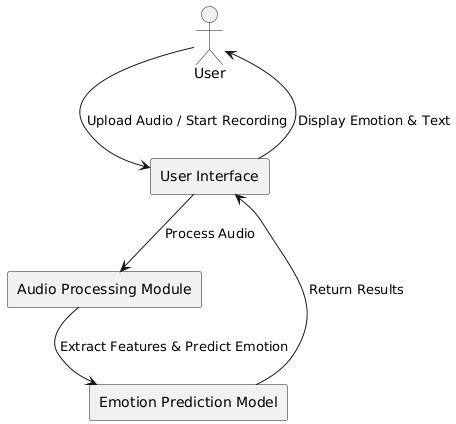 User
Upload Audio / Start Recording
Display Emotion & Text
User Interface
Process Audio
Audio Processing Module
Return Results
Extract Features & Predict Emotion
Emotion Prediction Model